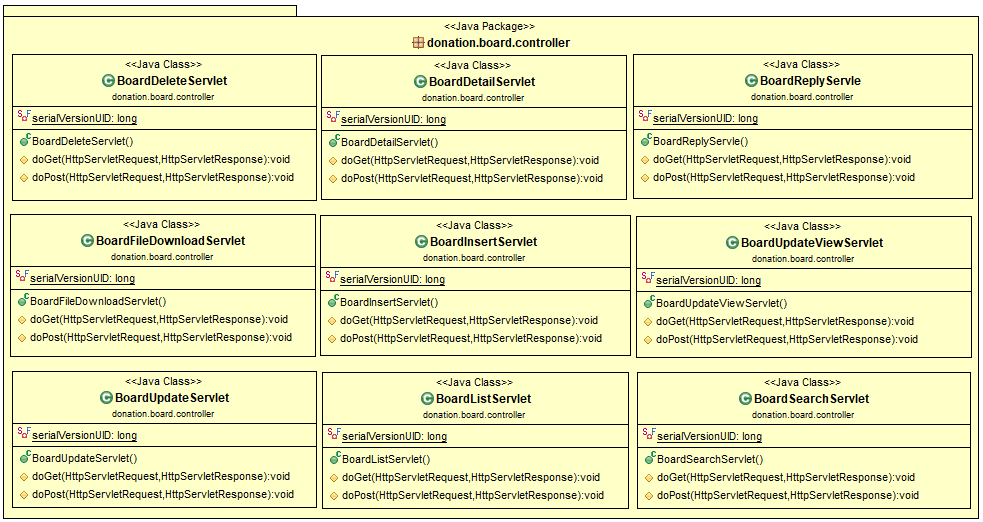 <<Java Package>>
donation.board.controller
<<Java Class>>
BoardDeleteServlet
donation.board.controller
serialVersionUID: long
BoardDeleteServlet()
doGet(HttpServletRequest,HttpServletResponse):void
doPost(HttpServletRequest,HttpServletResponse):void
<<Java Class>>
BoardDetailServlet
donation.board.controller
serialVersionUID: long
BoardDetailServlet()
doGet(HttpServletRequest,HttpServletResponse):void
doPost(HttpServletRequest,HttpServletResponse):void
<<Java Class>>
BoardReplyServle
donation.board.controller
serialVersionUID: long
BoardReplyServle()
doGet(HttpServletRequest,HttpServletResponse):void
doPost(HttpServletRequest,HttpServletResponse):void
<<Java Class>>
BoardFileDownloadServlet
donation.board.controller
serialVersionUID: long
BoardFileDownloadServlet()
doGet(HttpServletRequest,HttpServletResponse):void
doPost(HttpServletRequest,HttpServletResponse):void
<<Java Class>>
BoardInsertServlet
donation.board.controller
serialVersionUID: long
BoardInsertServlet()
doGet(HttpServletRequest,HttpServletResponse):void
doPost(HttpServletRequest,HttpServletResponse):void
<<Java Class>>
BoardUpdateViewServlet
donation.board.controller
serialVersionUID: long
BoardUpdateViewServlet()
doGet(HttpServletRequest,HttpServletResponse):void
doPost(HttpServletRequest,HttpServletResponse):void
<<Java Class>>
BoardUpdateServlet
donation.board.controller
serialVersionUID: long
BoardUpdateServlet()
doGet(HttpServletRequest,HttpServletResponse):void
doPost(HttpServletRequest,HttpServletResponse):void
<<Java Class>>
BoardListServlet
donation.board.controller
serialVersionUID: long
BoardListServlet()
doGet(HttpServletRequest,HttpServletResponse):void
doPost(HttpServletRequest,HttpServletResponse):void
<<Java Class>>
BoardSearchServlet
donation.board.controller
serialVersionUID: long
BoardSearchServlet()
doGet(HttpServletRequest,HttpServletResponse):void
doPost(HttpServletRequest,HttpServletResponse):void